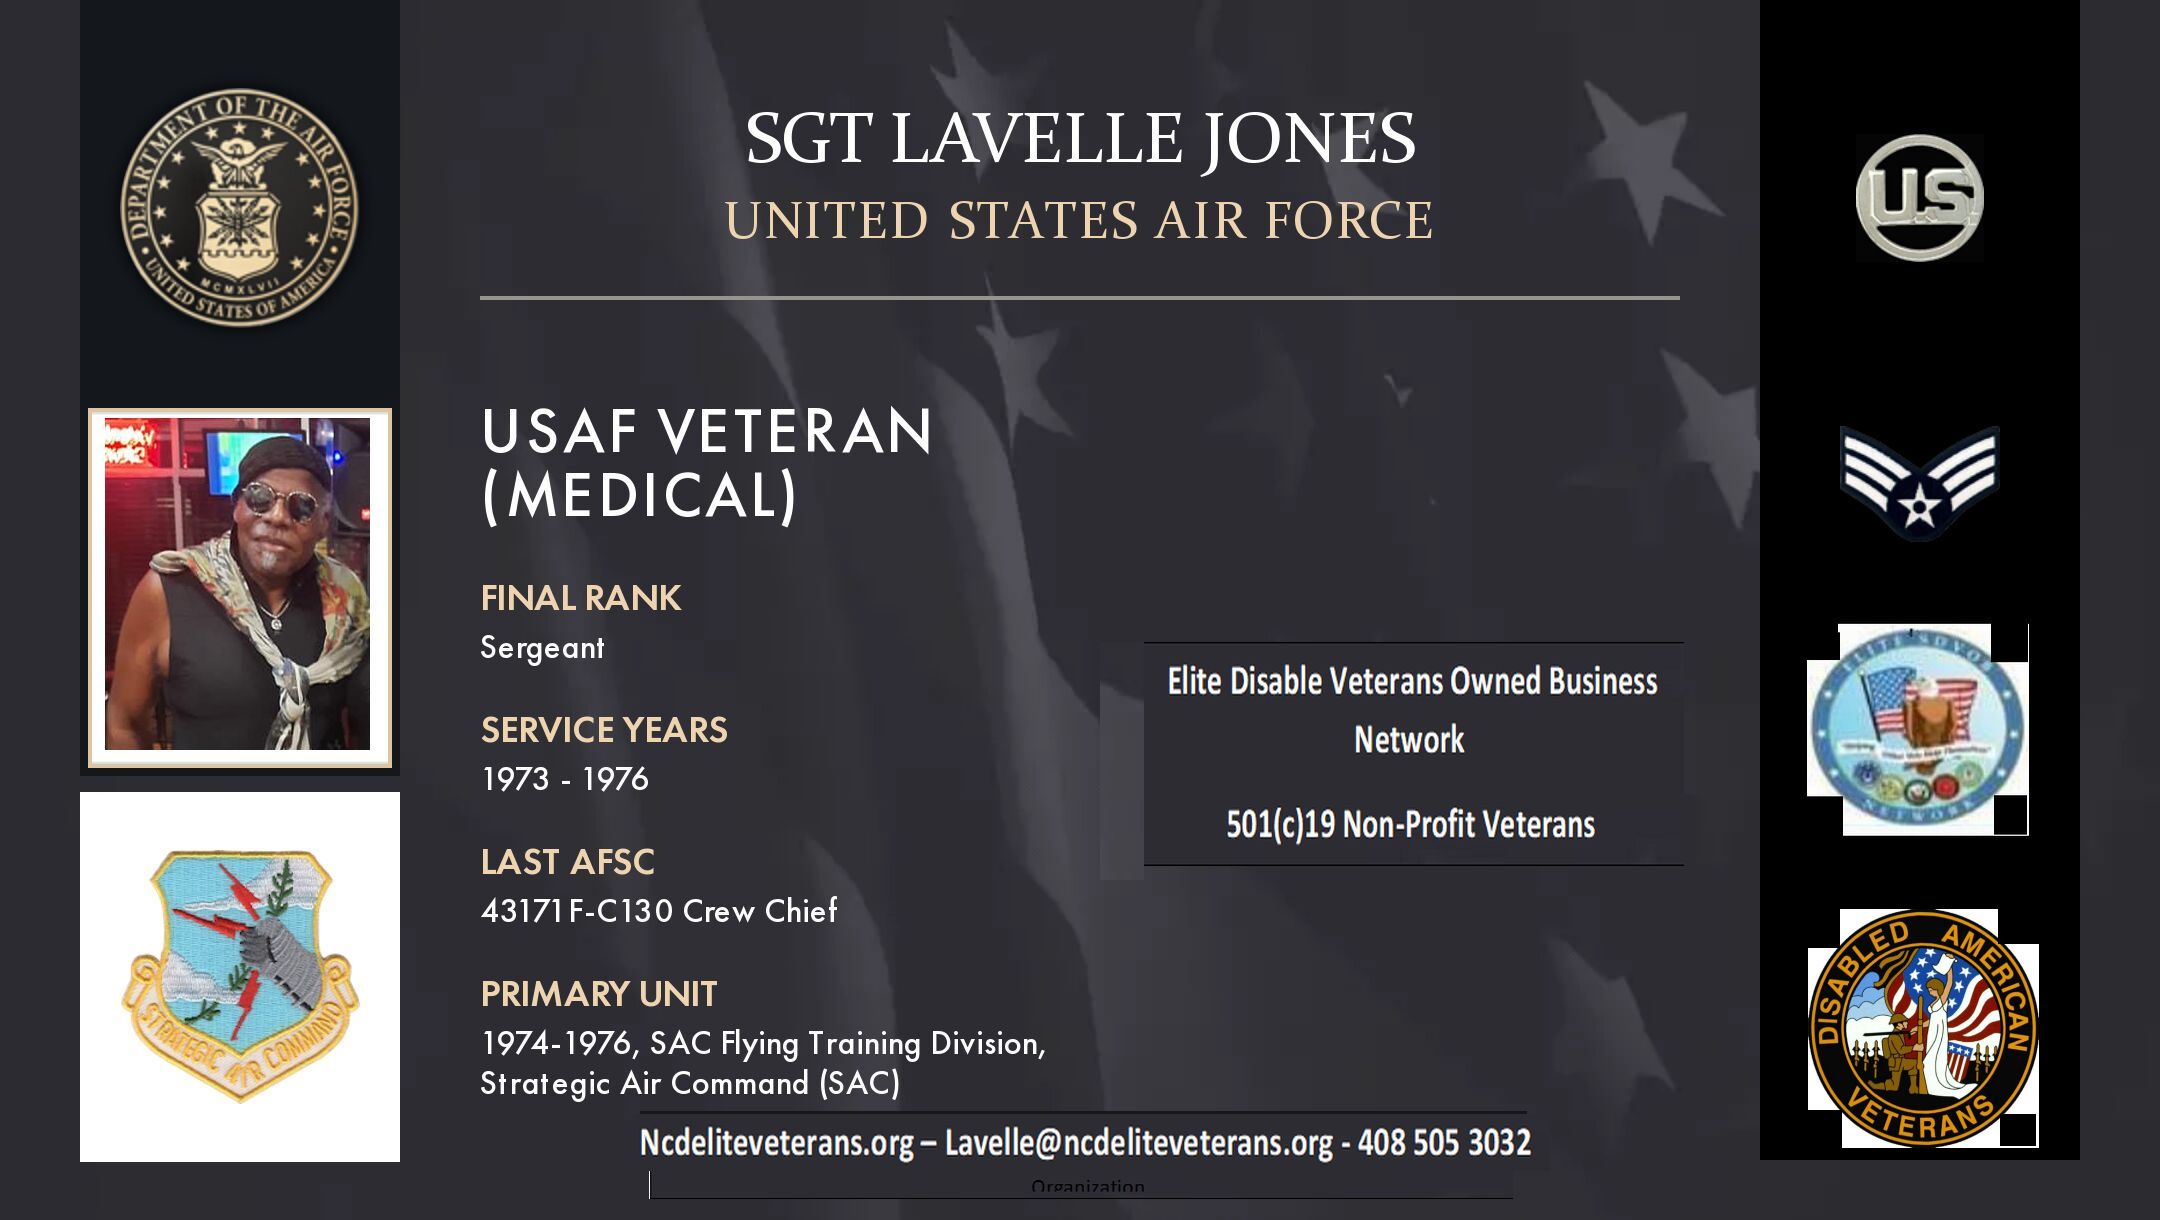 DEPARTMENT OF THE AIR FORCE
MCMXLVII
UNITED STATES OF AMERICA
SGT LAVELLE JONES
UNITED STATES AIR FORCE
U.S.
USAF VETERAN
(MEDICAL)
FINAL RANK
Sergeant
SERVICE YEARS
1973 - 1976
LAST AFSC
43171F-C130 Crew Chief
PRIMARY UNIT
1974-1976, SAC Flying Training Division,
Strategic Air Command (SAC)
STRATEGIC AIR COMMAND
Elite Disable Veterans Owned Business
Network
501(c)19 Non-Profit Veterans
NETWORK
DISABLED AMERICAN
VETERANS
Ncdeliteveterans.org – Lavelle@ncdeliteveterans.org - 408 505 3032
Organization